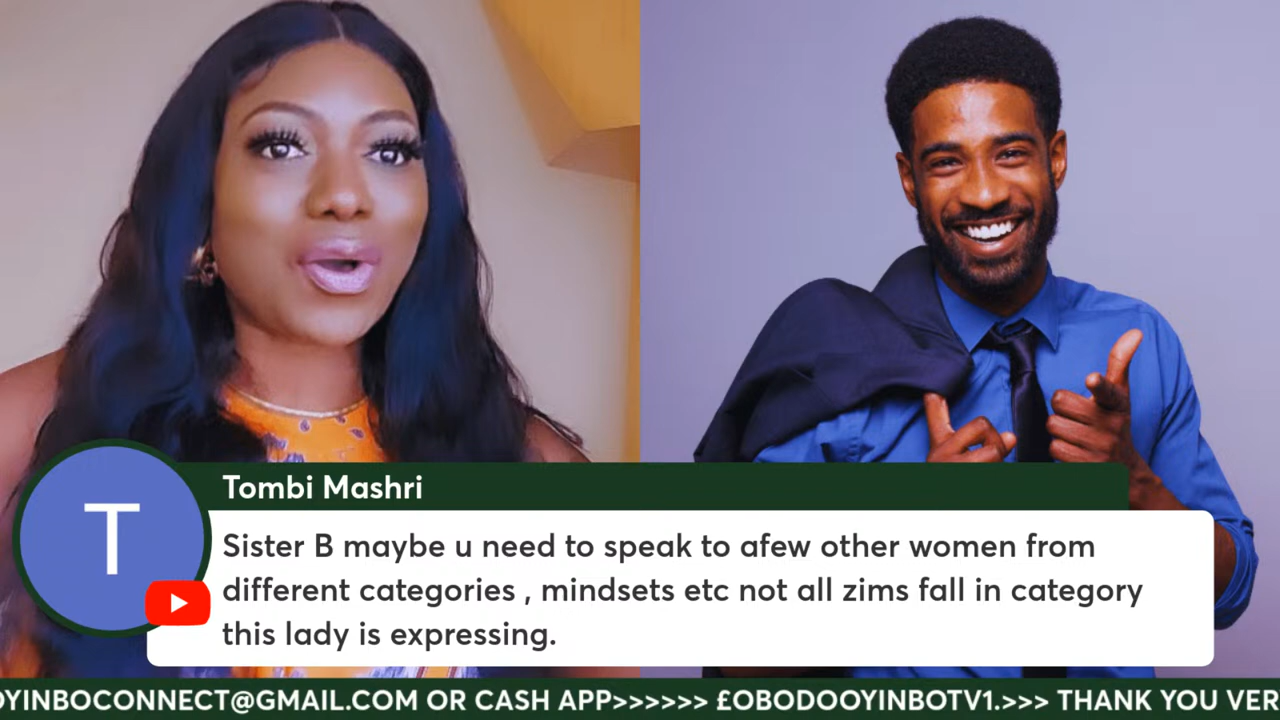 T
Tombi Mashri
Sister B maybe u need to speak to afew other women from
different categories , mindsets etc not all zims fall in category
this lady is expressing.
OYINBOCONNECT@GMAIL.COM OR CASH APP>>>>>> £OBODOOYINBOTV1.>>> THANK YOU VER